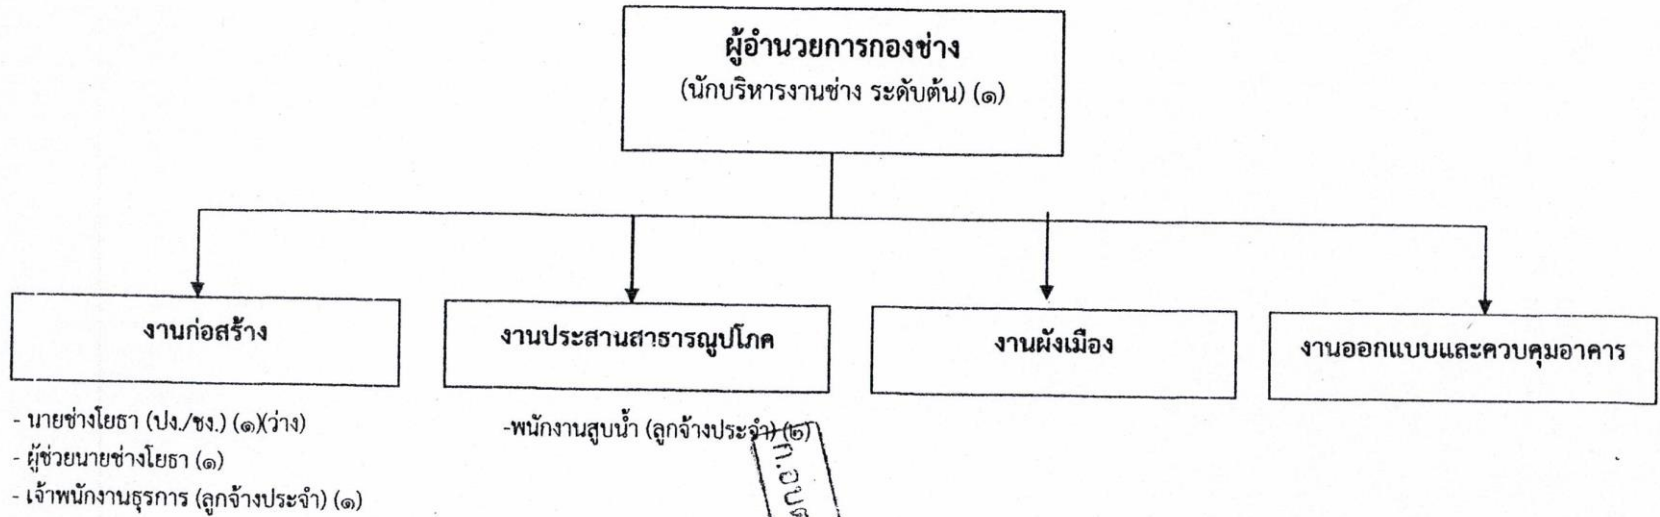 ผู้อำนวยการกองช่าง
(นักบริหารงานช่าง ระดับต้น) (๑)
งานก่อสร้าง
งานประสานสาธารณูปโภค
งานผังเมือง
งานออกแบบและควบคุมอาคาร
- นายช่างโยธา (ปง./ชง.) (๑)(ว่าง)
- ผู้ช่วยนายช่างโยธา (๑)
- เจ้าพนักงานธุรการ (ลูกจ้างประจำ) (๑)
-พนักงานสูบน้ำ (ลูกจ้างประจำ) (๒)
ก.อบต